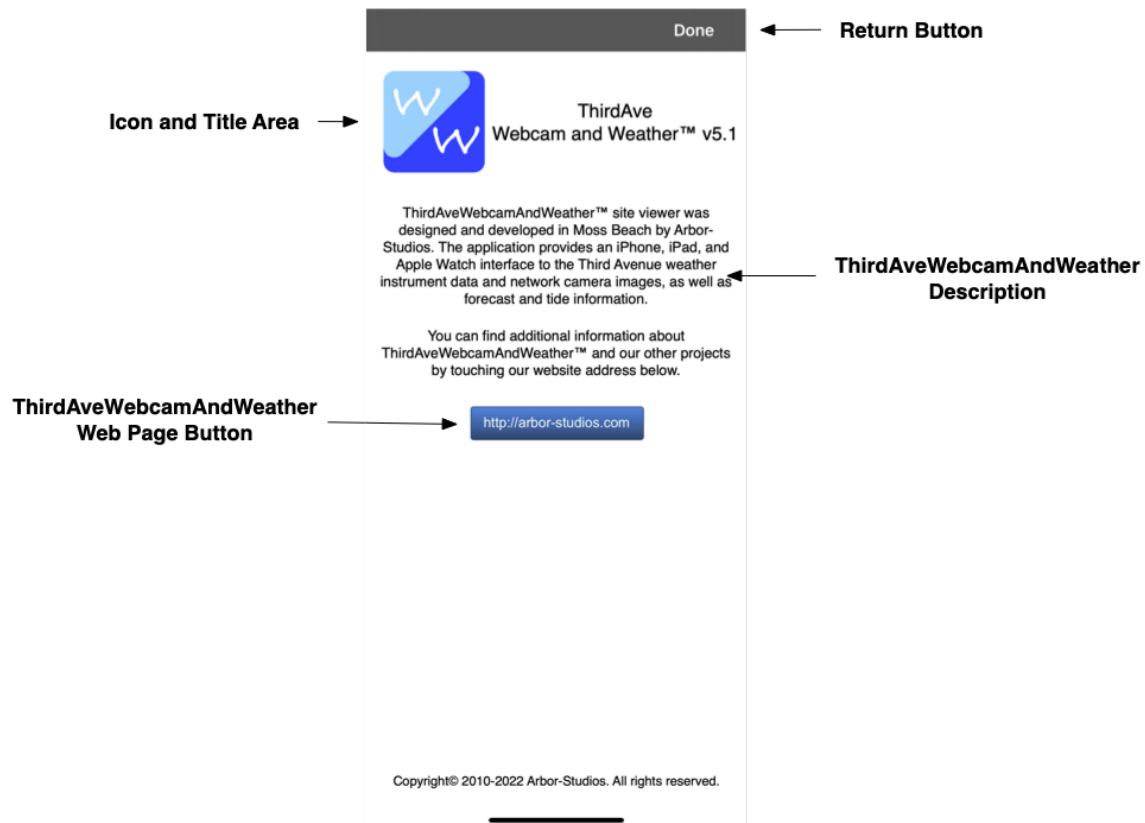 Done
Return Button
W
W
Icon and Title Area
ThirdAve
Webcam and Weather™ v5.1
ThirdAveWebcamAndWeather™ site viewer was
designed and developed in Moss Beach by Arbor-
Studios. The application provides an iPhone, iPad, and
Apple Watch interface to the Third Avenue weather
instrument data and network camera images, as well as
forecast and tide information.
ThirdAveWebcamAndWeather
Description
You can find additional information about
ThirdAveWebcamAndWeather™ and our other projects
by touching our website address below.
ThirdAveWebcamAndWeather
Web Page Button
http://arbor-studios.com
Copyright© 2010-2022 Arbor-Studios. All rights reserved.